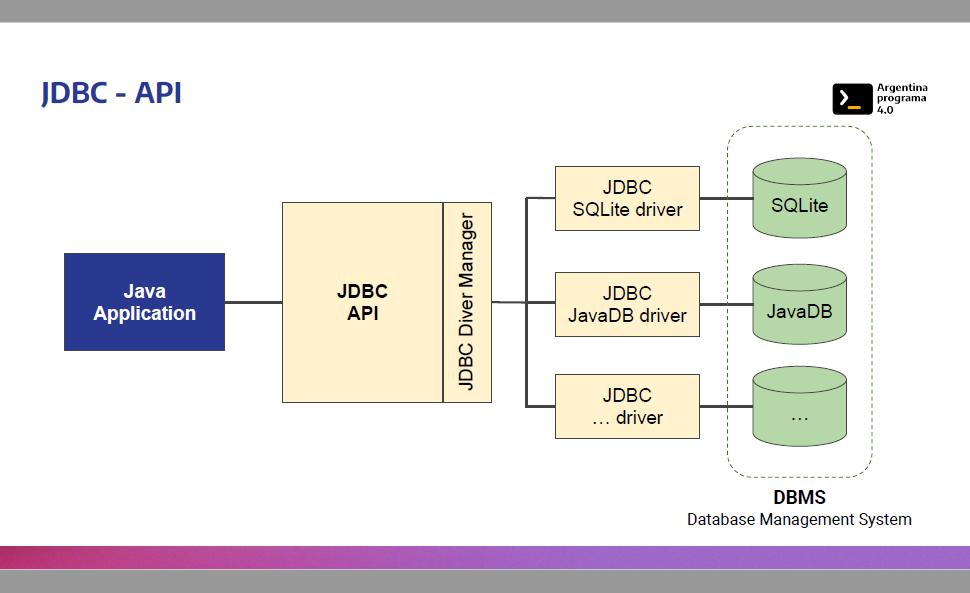 JDBC - API
Argentina
programa
4.0
Java
Application
JDBC
API
JDBC Diver Manager
JDBC
SQLite driver
SQLite
JDBC
JavaDB driver
JavaDB
JDBC
... driver
...
DBMS
Database Management System